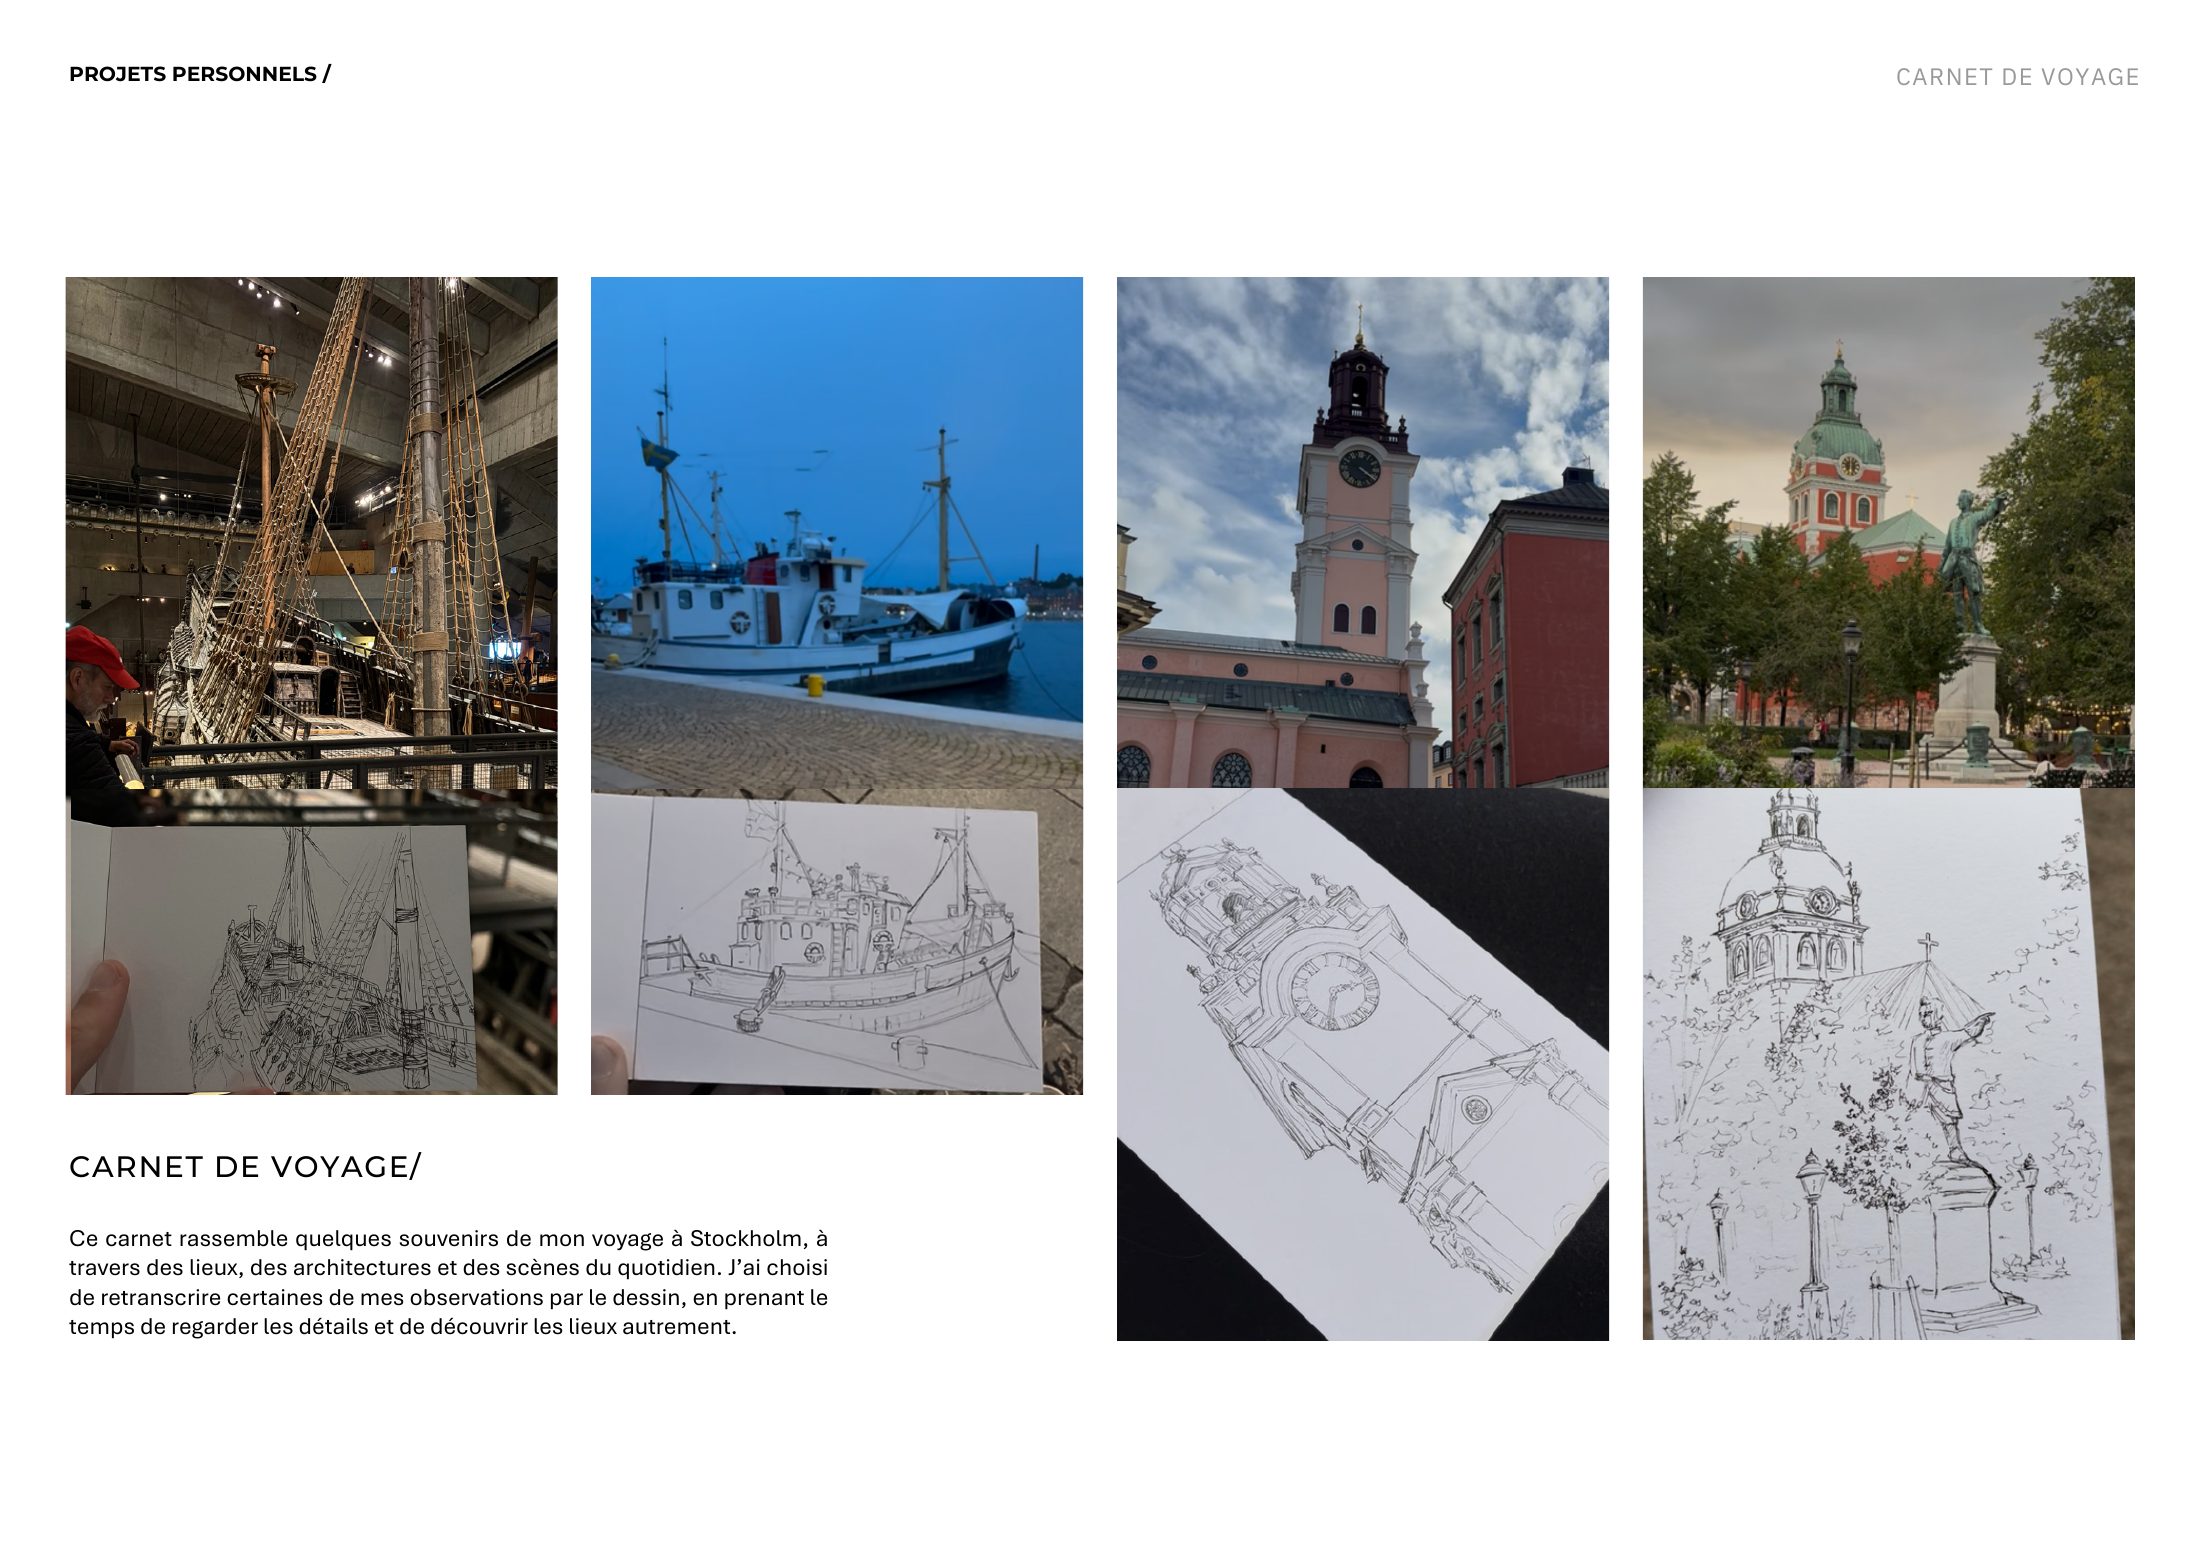 PROJETS PERSONNELS /
CARNET DE VOYAGE
CARNET DE VOYAGE/
Ce carnet rassemble quelques souvenirs de mon voyage à Stockholm, à
travers des lieux, des architectures et des scènes du quotidien. J’ai choisi
de retranscrire certaines de mes observations par le dessin, en prenant le
temps de regarder les détails et de découvrir les lieux autrement.